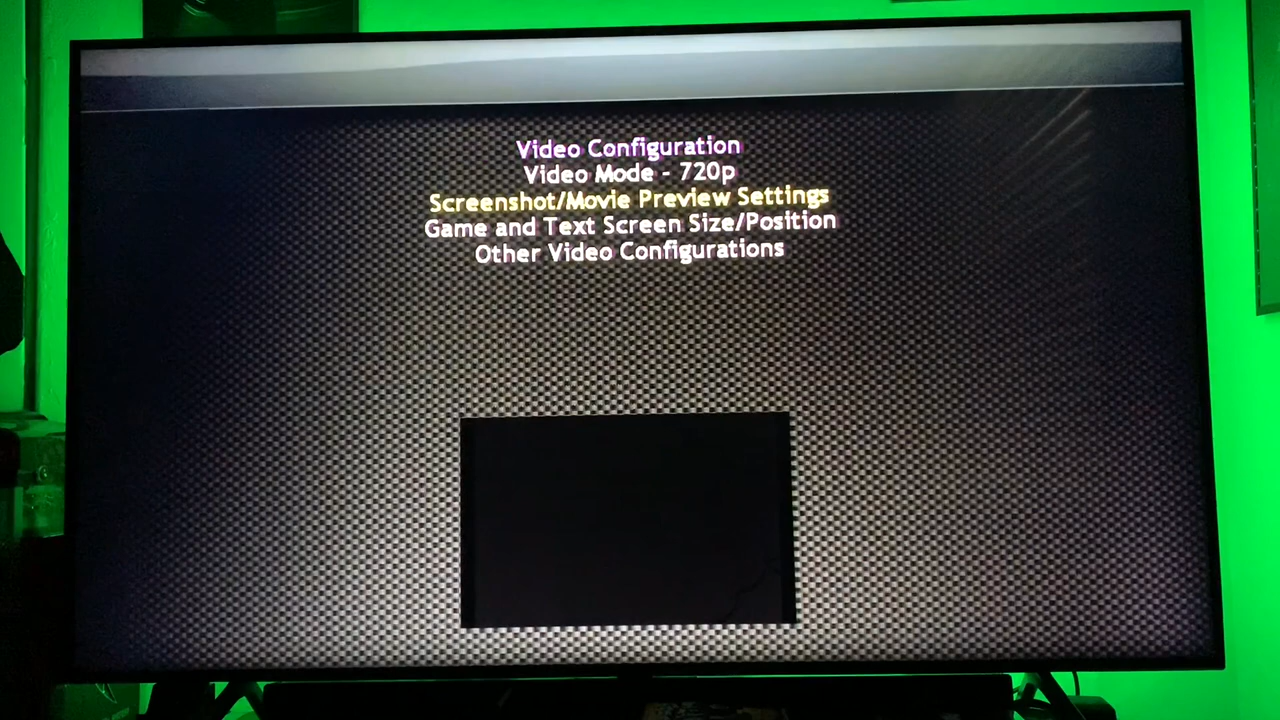 Video Configuration
Video Mode - 720p
Screenshot/Movie Preview Settings
Game and Text Screen Size/Position
Other Video Configurations